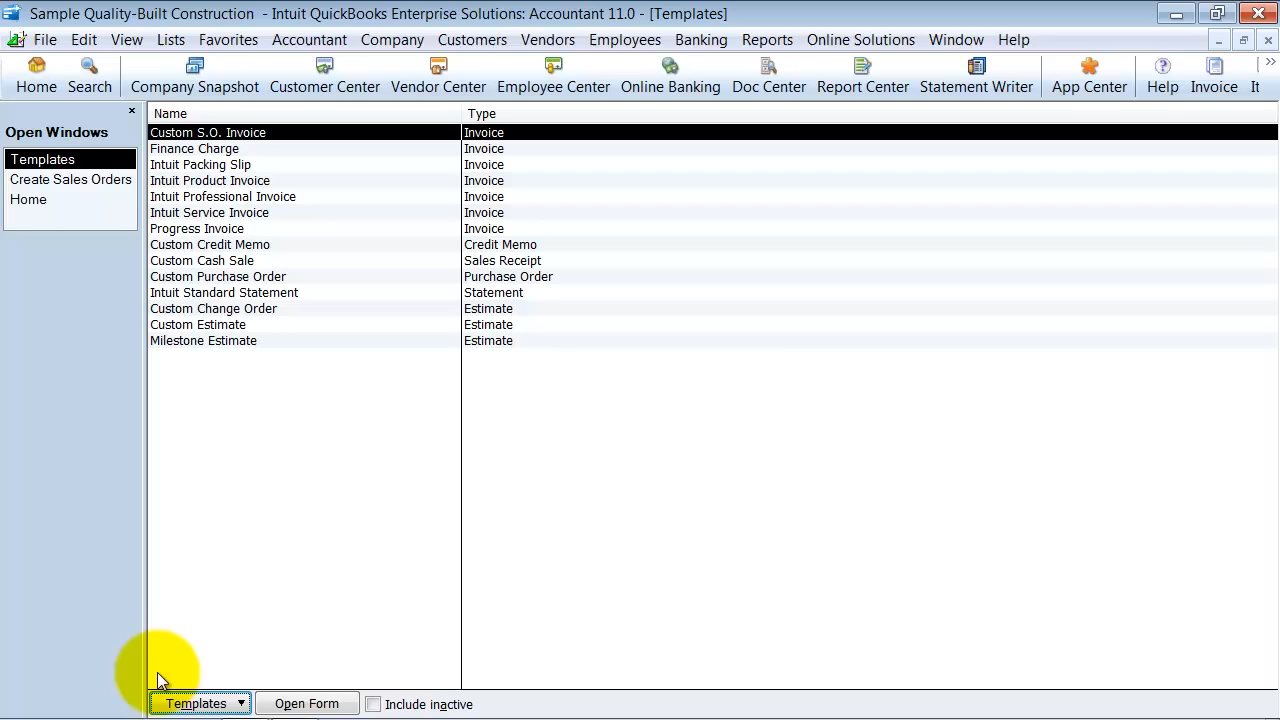 Sample Quality-Built Construction - Intuit QuickBooks Enterprise Solutions: Accountant 11.0 - [Templates]
File Edit View Lists Favorites Accountant Company Customers Vendors Employees Banking Reports Online Solutions Window Help
Home Search Company Snapshot Customer Center Vendor Center Employee Center Online Banking Doc Center Report Center Statement Writer App Center Help Invoice It
Open Windows
Templates
Create Sales Orders
Home
Name Type
Custom S.O. Invoice Invoice
Finance Charge Invoice
Intuit Packing Slip Invoice
Intuit Product Invoice Invoice
Intuit Professional Invoice Invoice
Intuit Service Invoice Invoice
Progress Invoice Invoice
Custom Credit Memo Credit Memo
Custom Cash Sale Sales Receipt
Custom Purchase Order Purchase Order
Intuit Standard Statement Statement
Custom Change Order Estimate
Custom Estimate Estimate
Milestone Estimate Estimate
Templates Open Form Include inactive